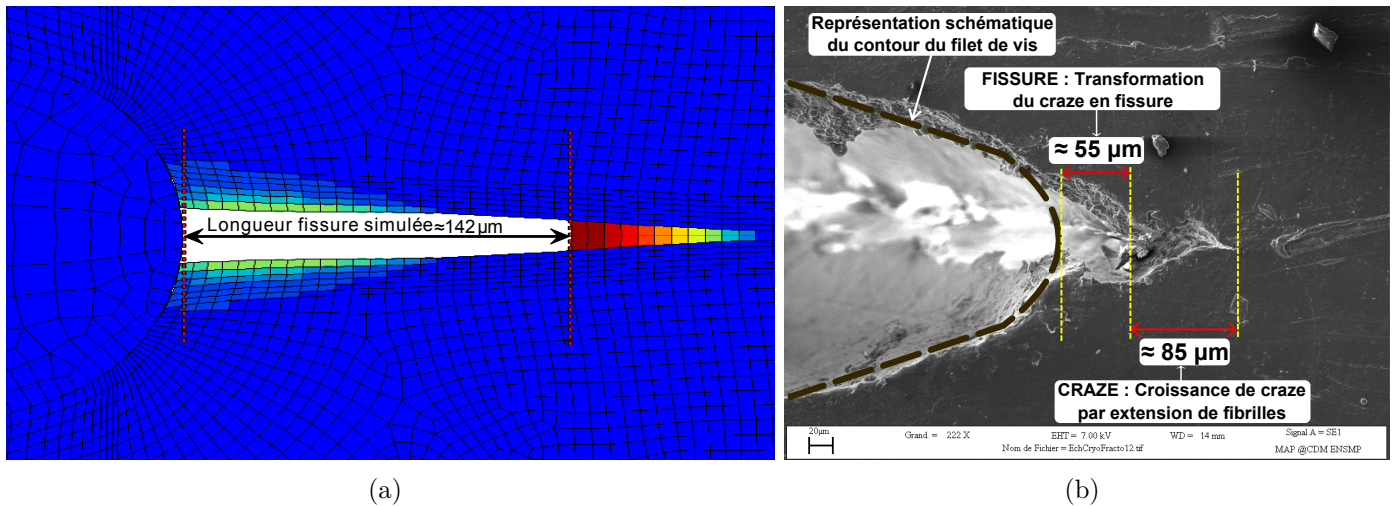 Longueur fissure simulée≈142µm
Représentation schématique
du contour du filet de vis
FISSURE : Transformation
du craze en fissure
≈ 55 µm
≈ 85 µm
CRAZE : Croissance de craze
par extension de fibrilles
20µm
Grand. = 222 X
EHT = 7.00 kV
WD = 14 mm
Signal A = SE1
Nom de Fichier = EchCryoFracto12.tif
MAP @CDM ENSMP
(a)
(b)